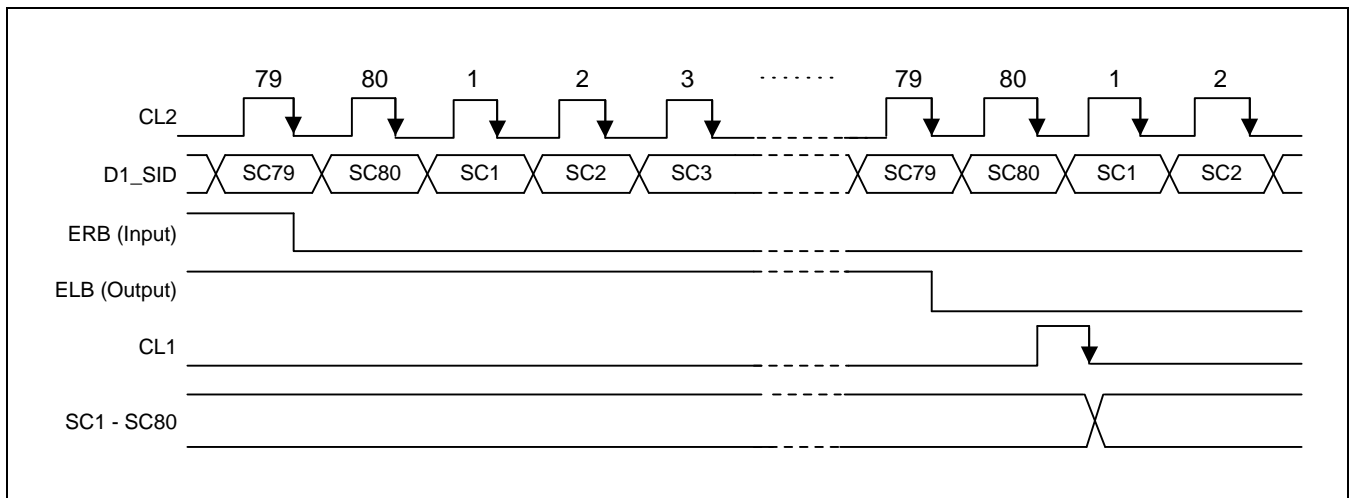 79 80 1 2 3 ....... 79 80 1 2
CL2
D1_SID SC79 SC80 SC1 SC2 SC3 SC79 SC80 SC1 SC2
ERB (Input)
ELB (Output)
CL1
SC1 - SC80